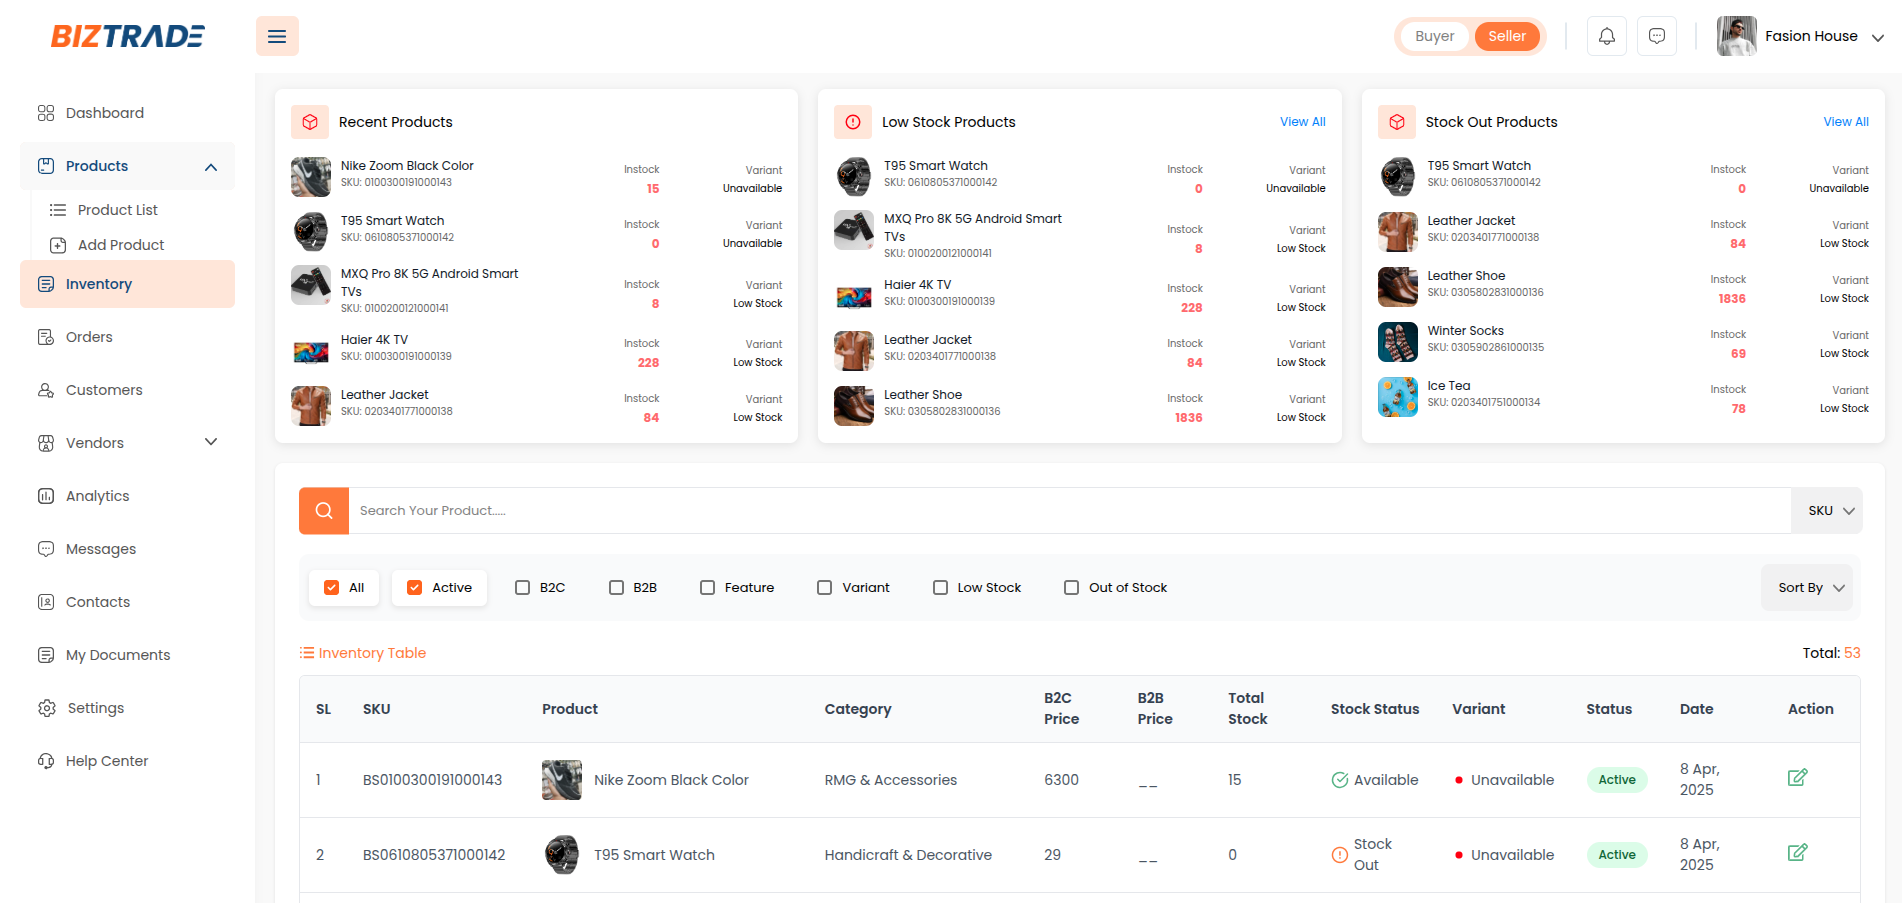 BIZTRADE
Buyer
Seller
Fasion House
Dashboard
Products
Product List
Add Product
Inventory
Orders
Customers
Vendors
Analytics
Messages
Contacts
My Documents
Settings
Help Center
Recent Products
Nike Zoom Black Color
SKU: 0100300191000143
Instock
15
Variant
Unavailable
T95 Smart Watch
SKU: 0610805371000142
Instock
0
Variant
Unavailable
MXQ Pro 8K 5G Android Smart
TVs
SKU: 0100200121000141
Instock
8
Variant
Low Stock
Haier 4K TV
SKU: 0100300191000139
Instock
228
Variant
Low Stock
Leather Jacket
SKU: 0203401771000138
Instock
84
Variant
Low Stock
Low Stock Products
View All
T95 Smart Watch
SKU: 0610805371000142
Instock
0
Variant
Unavailable
MXQ Pro 8K 5G Android Smart
TVs
SKU: 0100200121000141
Instock
8
Variant
Low Stock
Haier 4K TV
SKU: 0100300191000139
Instock
228
Variant
Low Stock
Leather Jacket
SKU: 0203401771000138
Instock
84
Variant
Low Stock
Leather Shoe
SKU: 0305802831000136
Instock
1836
Variant
Low Stock
Stock Out Products
View All
T95 Smart Watch
SKU: 0610805371000142
Instock
0
Variant
Unavailable
Leather Jacket
SKU: 0203401771000138
Instock
84
Variant
Low Stock
Leather Shoe
SKU: 0305802831000136
Instock
1836
Variant
Low Stock
Winter Socks
SKU: 0305902861000135
Instock
69
Variant
Low Stock
Ice Tea
SKU: 0203401751000134
Instock
78
Variant
Low Stock
Search Your Product.....
SKU
All
Active
B2C
B2B
Feature
Variant
Low Stock
Out of Stock
Sort By
Inventory Table
Total: 53
SL
SKU
Product
Category
B2C
Price
B2B
Price
Total
Stock
Stock Status
Variant
Status
Date
Action
1
BS0100300191000143
Nike Zoom Black Color
RMG & Accessories
6300
__
15
Available
Unavailable
Active
8 Apr,
2025
2
BS0610805371000142
T95 Smart Watch
Handicraft & Decorative
29
__
0
Stock
Out
Unavailable
Active
8 Apr,
2025